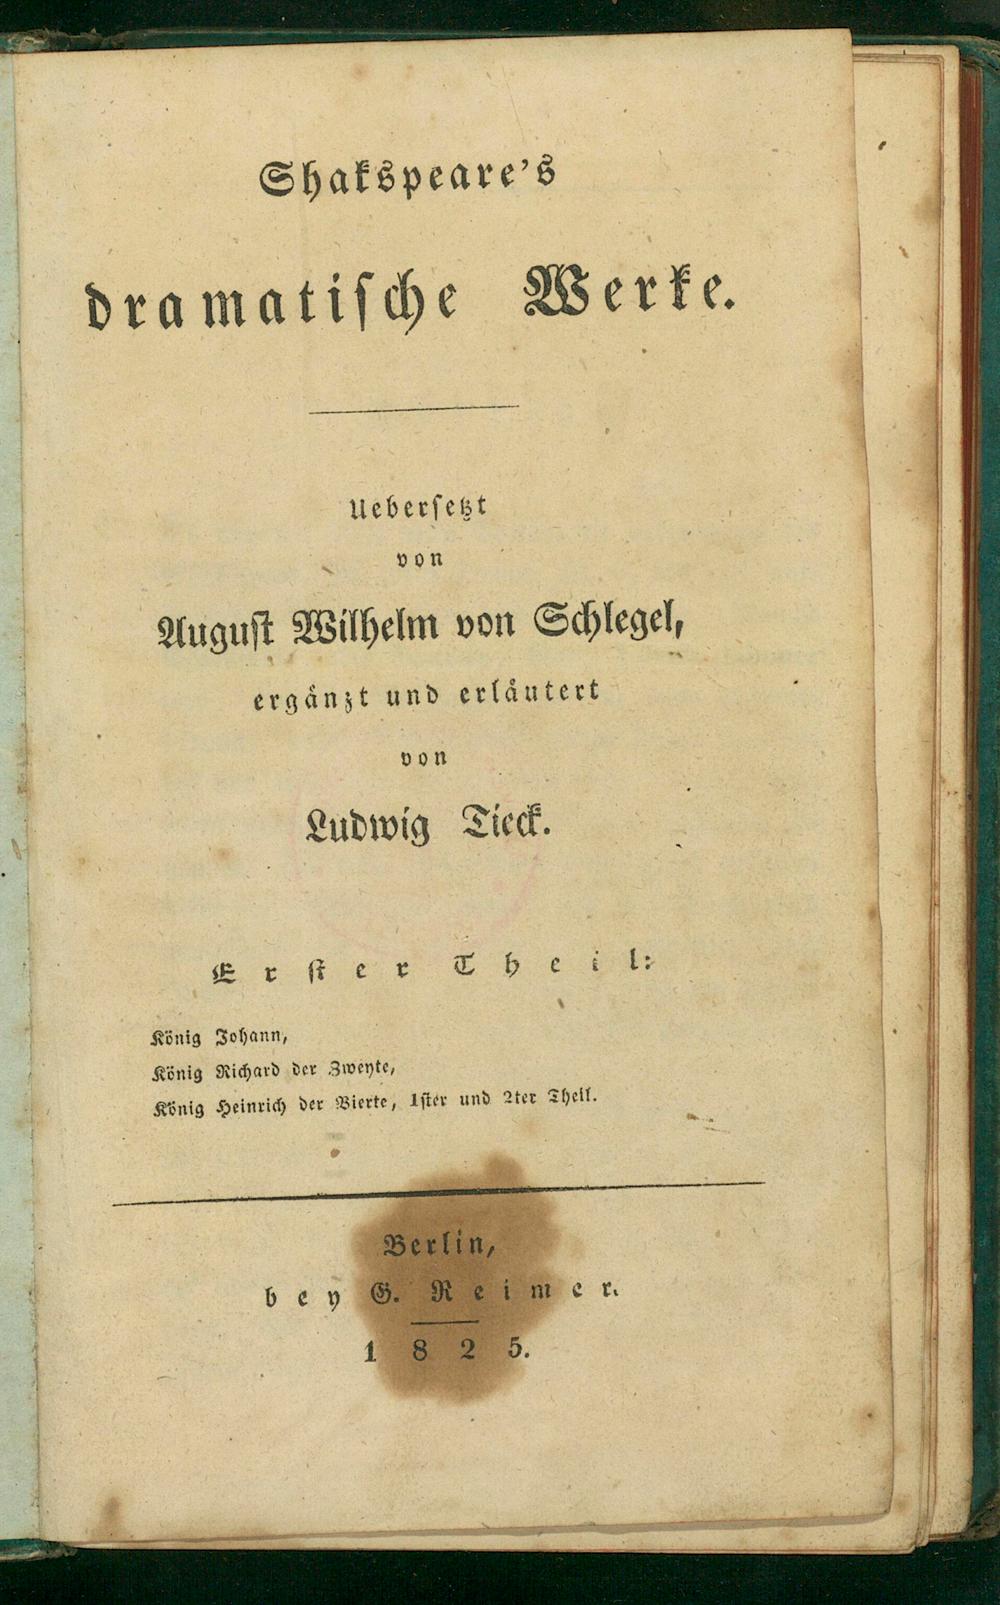 Shakspeare's
dramatische Werke.
Uebersetzt
von
August Wilhelm von Schlegel,
ergänzt und erläutert
von
Ludwig Tieck.
Erster Theil:
König Johann,
König Richard der Zweyte,
König Heinrich der Vierte, 1ster und 2ter Theil.
Berlin,
bey G. Reimer.
1825.